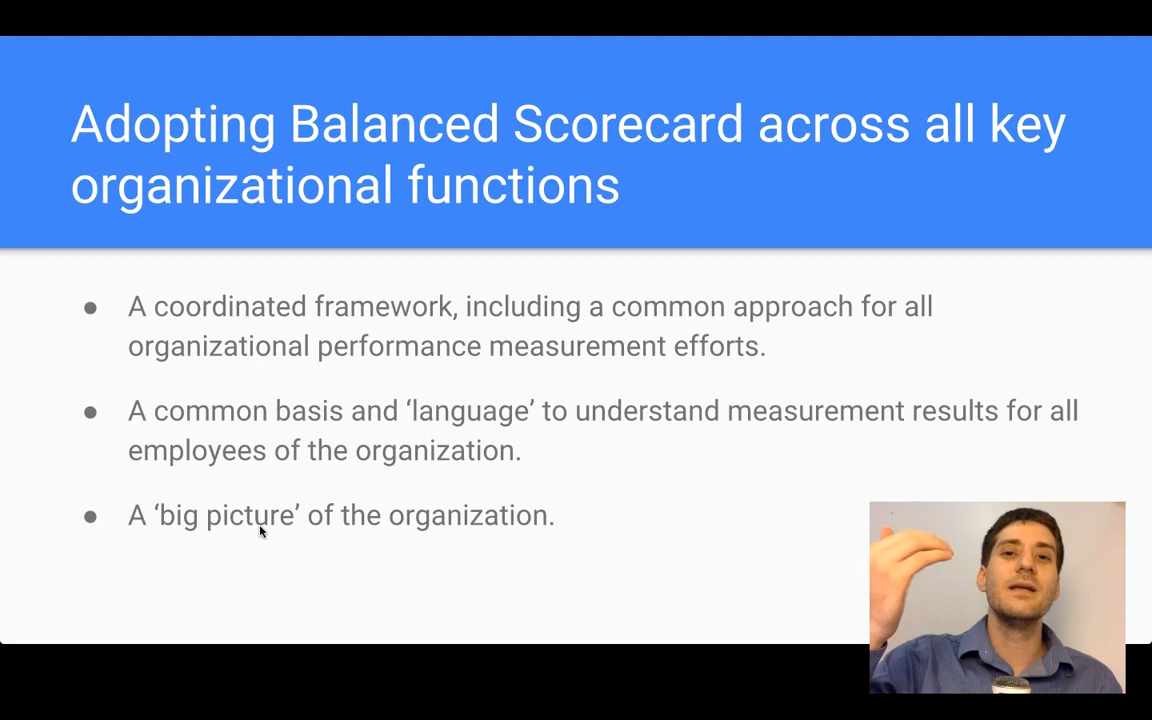 Adopting Balanced Scorecard across all key
organizational functions
● A coordinated framework, including a common approach for all
organizational performance measurement efforts.
● A common basis and ‘language’ to understand measurement results for all
employees of the organization.
● A ‘big picture’ of the organization.